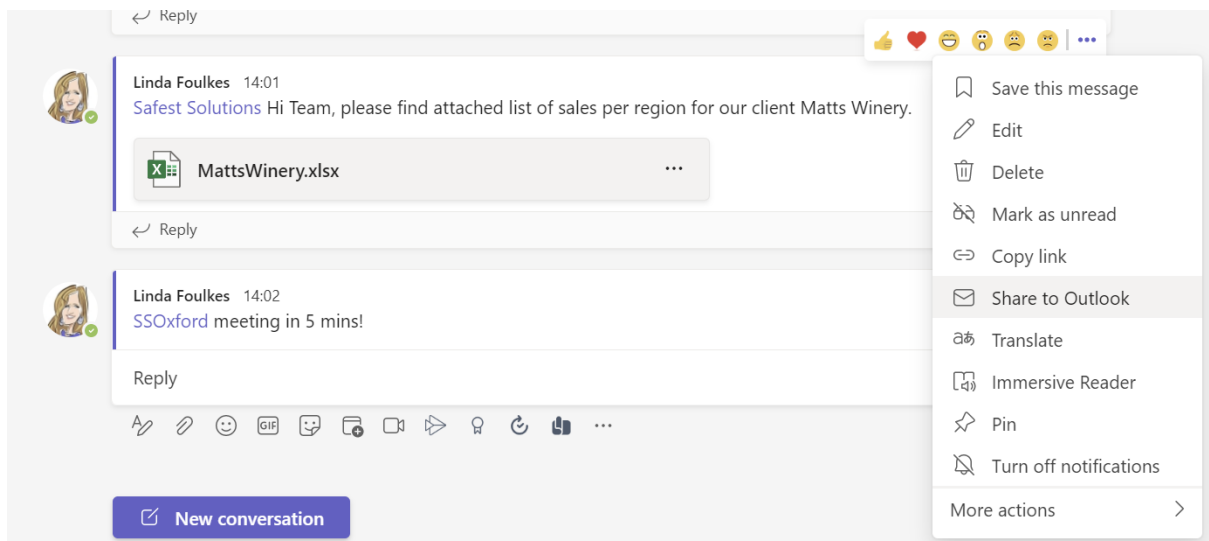 Reply
Linda Foulkes 14:01
Safest Solutions Hi Team, please find attached list of sales per region for our client Matts Winery.
MattsWinery.xlsx
Reply
Linda Foulkes 14:02
SSOxford meeting in 5 mins!
Reply
GIF
New conversation
Save this message
Edit
Delete
Mark as unread
Copy link
Share to Outlook
Translate
Immersive Reader
Pin
Turn off notifications
More actions